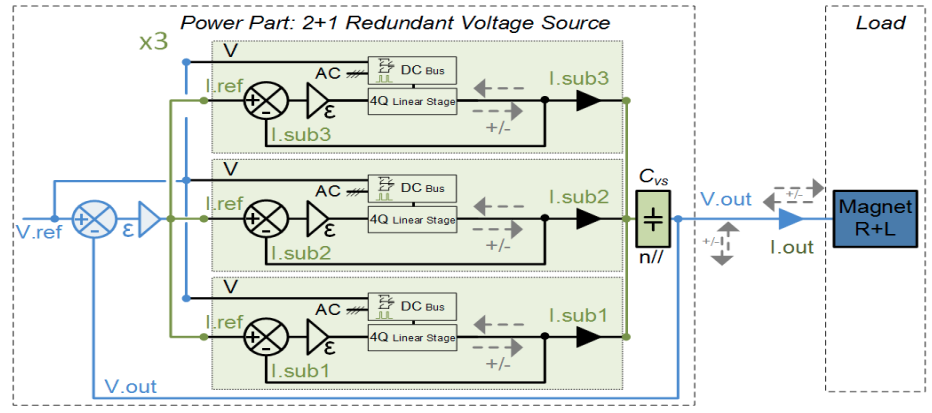 Power Part: 2+1 Redundant Voltage Source
Load
x3
V
AC
DC Bus
I.ref
ε
4Q Linear Stage
+/-
I.sub3
I.sub3
V
AC
DC Bus
I.ref
ε
4Q Linear Stage
+/-
I.sub2
I.sub2
V.ref
ε
Cvs
n//
V.out
+/-
+/-
I.out
Magnet
R+L
V
AC
DC Bus
I.ref
ε
4Q Linear Stage
+/-
I.sub1
I.sub1
V.out